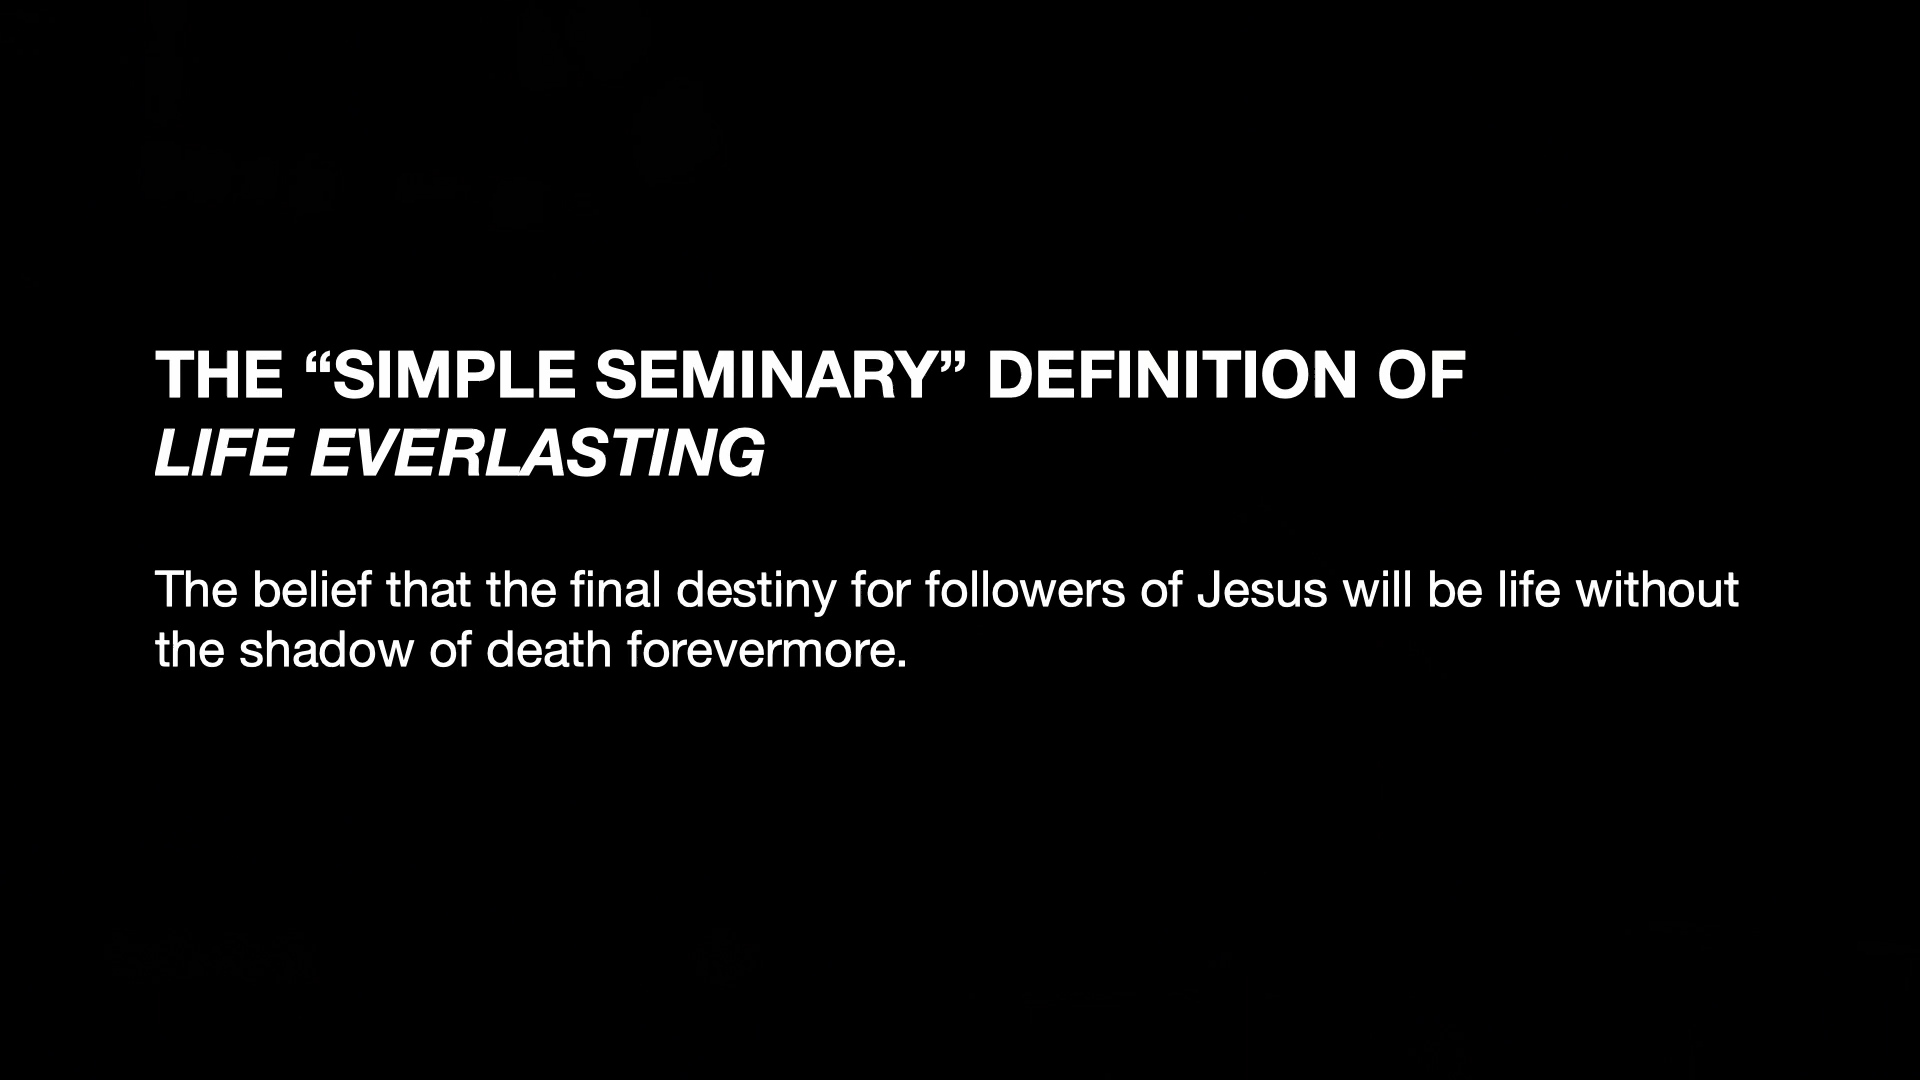 THE “SIMPLE SEMINARY” DEFINITION OF
LIFE EVERLASTING
The belief that the final destiny for followers of Jesus will be life without
the shadow of death forevermore.